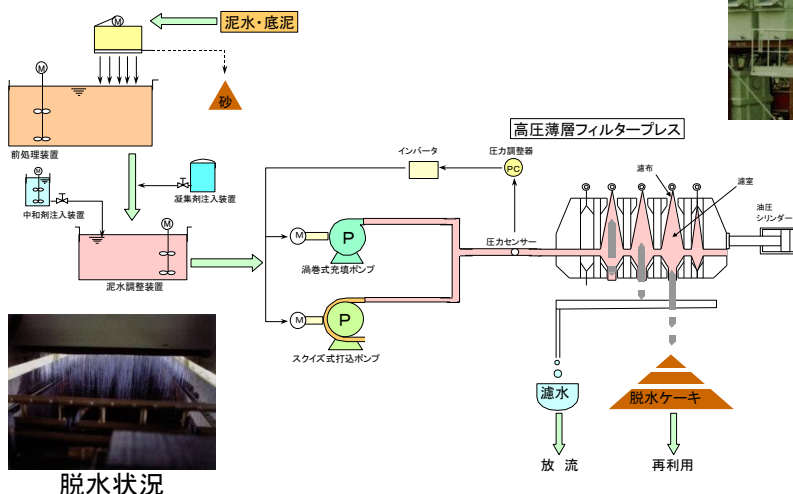 M
泥水・底泥
砂
M
前処理装置
M
中和剤注入装置
凝集剤注入装置
泥水調整装置
高圧薄層フィルタープレス
インバータ
圧力調整器
PC
濾布
濾室
油圧
シリンダー
M
P
渦巻式充填ポンプ
圧力センサー
M
P
スクイズ式打込ポンプ
濾水
脱水ケーキ
放 流
再利用
脱水状況